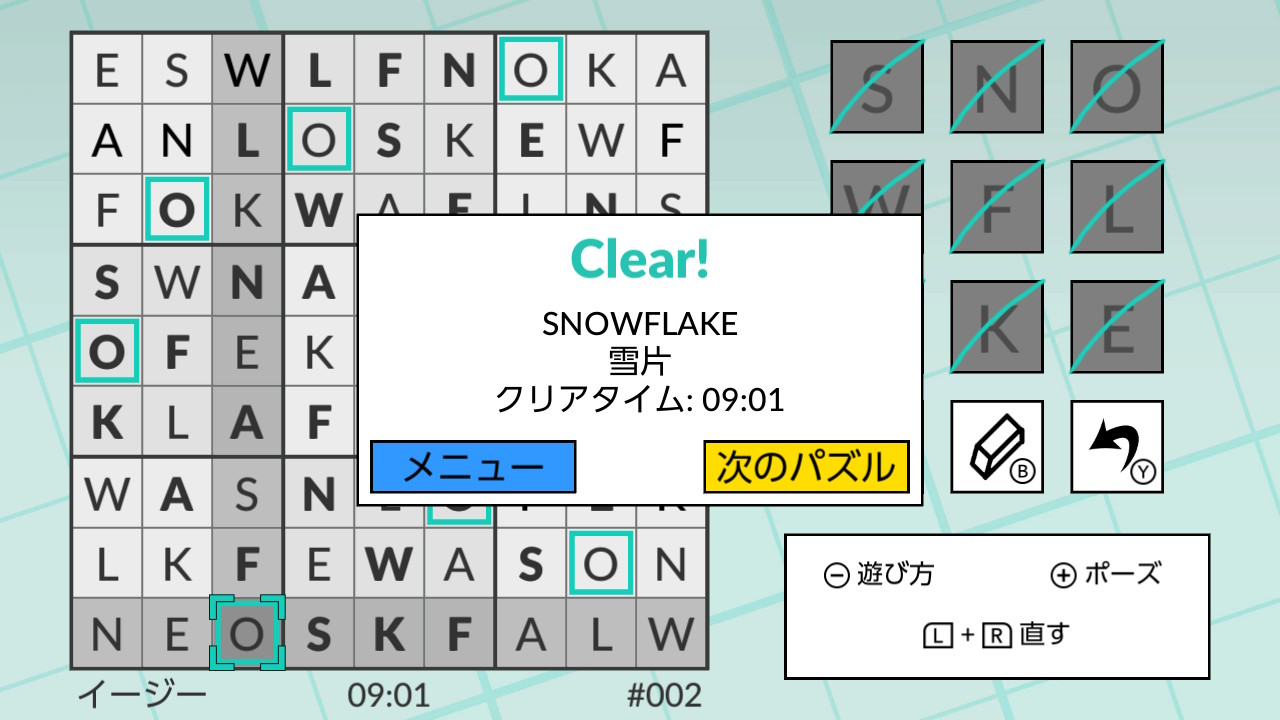 E S W L F N O K A
A N L O S K E W F
F O K W A F L N S
S W N A
O F E K
K L A F
W A S N
L K F E W A S O N
N E O S K F A L W
S N O
W F L
K E
B Y
Clear!
SNOWFLAKE
雪片
クリアタイム: 09:01
メニュー 次のパズル
イージー 09:01 #002
− 遊び方 + ポーズ
L + R 直す